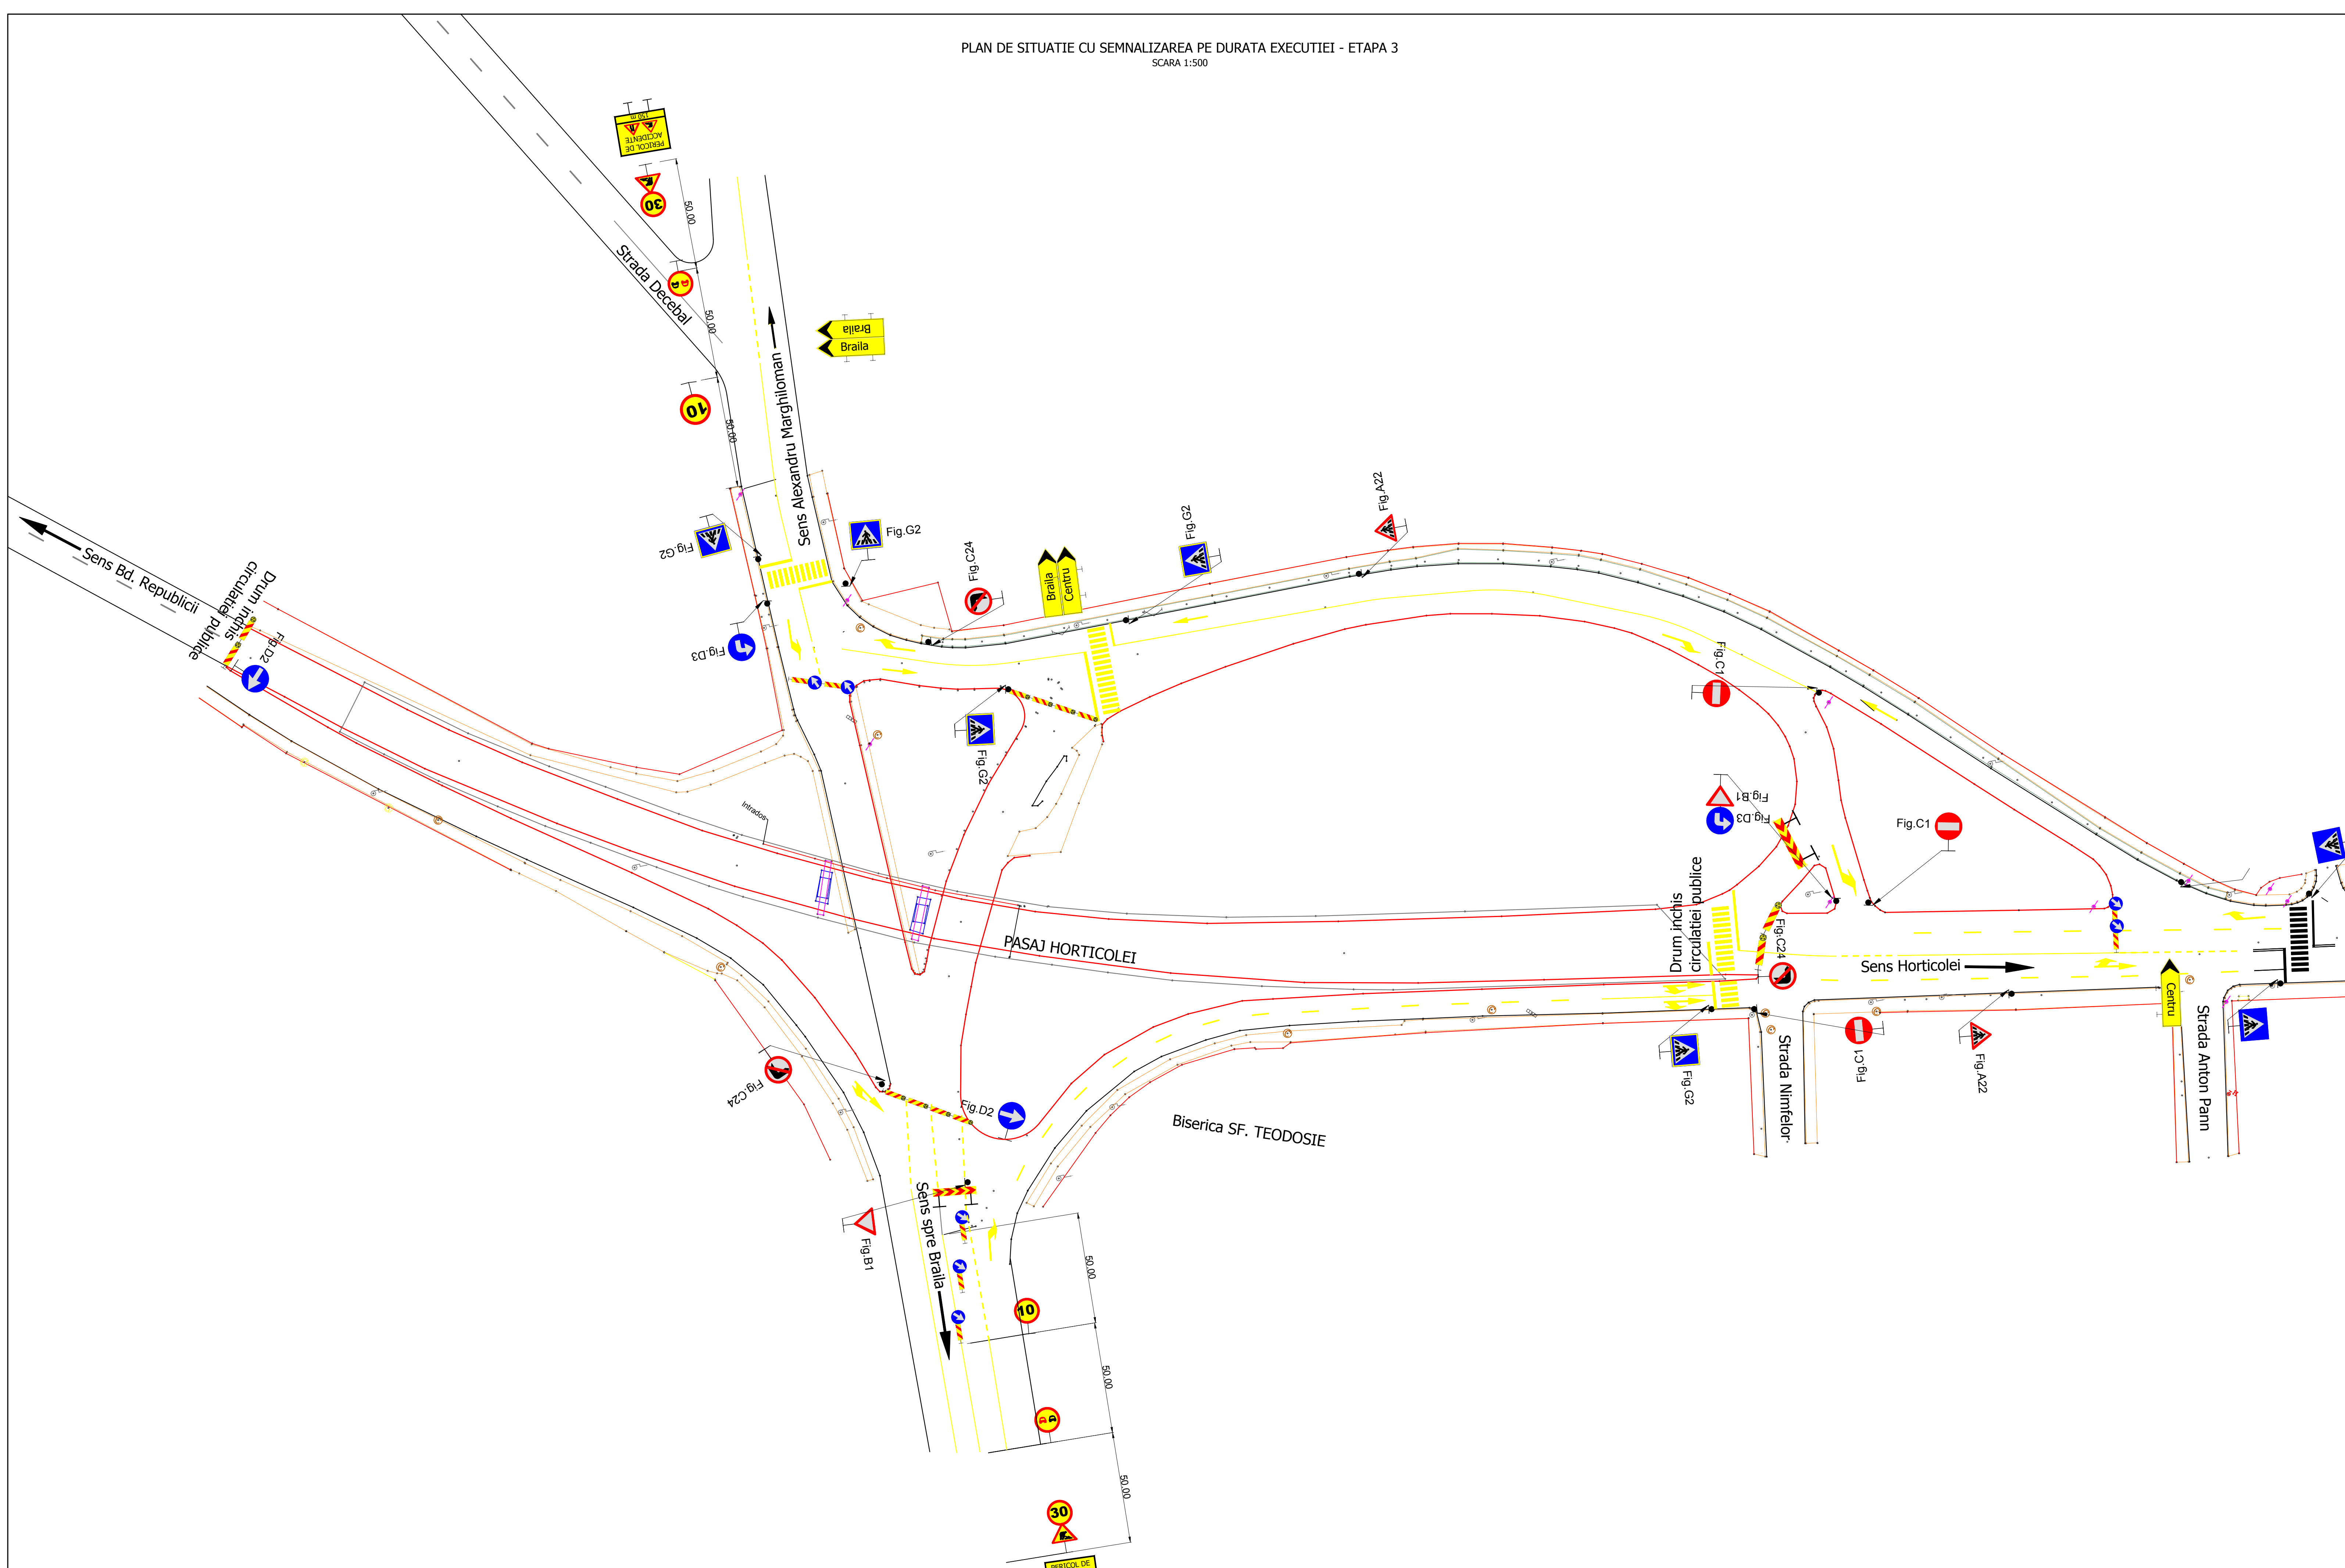 PLAN DE SITUATIE CU SEMNALIZAREA PE DURATA EXECUTIEI - ETAPA 3
SCARA 1:500
150 m
PERICOL DE
ACCIDENTE
30
50.00
Strada Decebal
50.00
10
50.00
Sens Alexandru Marghiloman
Braila
Braila
Fig.G2
Fig.G2
Fig.C24
Braila
Centru
Fig.G2
Fig.A22
Sens Bd. Republicii
Drum inchis
circulatiei publice
Fig.D2
Fig.D3
Fig.G2
Fig.C1
Intrados
Fig.B1
Fig.D3
Fig.C1
Drum inchis
circulatiei publice
Fig.C24
PASAJ HORTICOLEI
Sens Horticolei
Centru
Strada Anton Pann
Strada Nimfelor
Fig.C1
Fig.A22
Fig.G2
Fig.C24
Fig.D2
Biserica SF. TEODOSIE
Sens spre Braila
Fig.B1
50.00
10
50.00
50.00
30
PERICOL DE